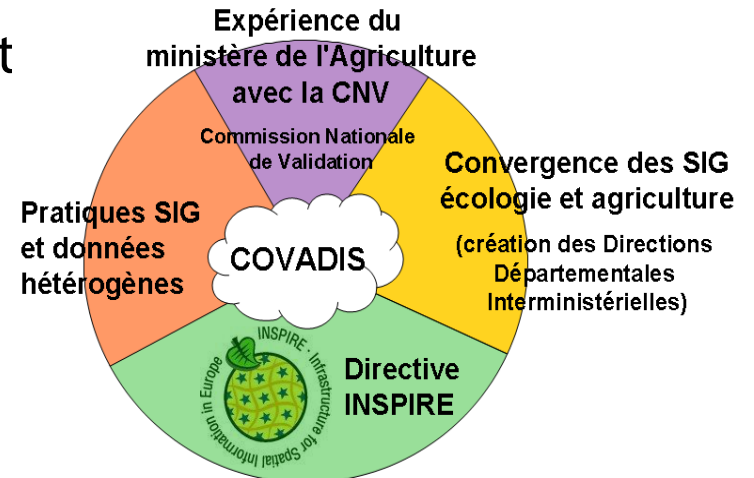 t
Expérience du
ministère de l'Agriculture
avec la CNV
Commission Nationale
de Validation
Convergence des SIG
écologie et agriculture
(création des Directions
Départementales
Interministérielles)
Pratiques SIG
et données
hétérogènes
COVADIS
INSPIRE · Infrastructure for Spatial Information in Europe
Directive
INSPIRE